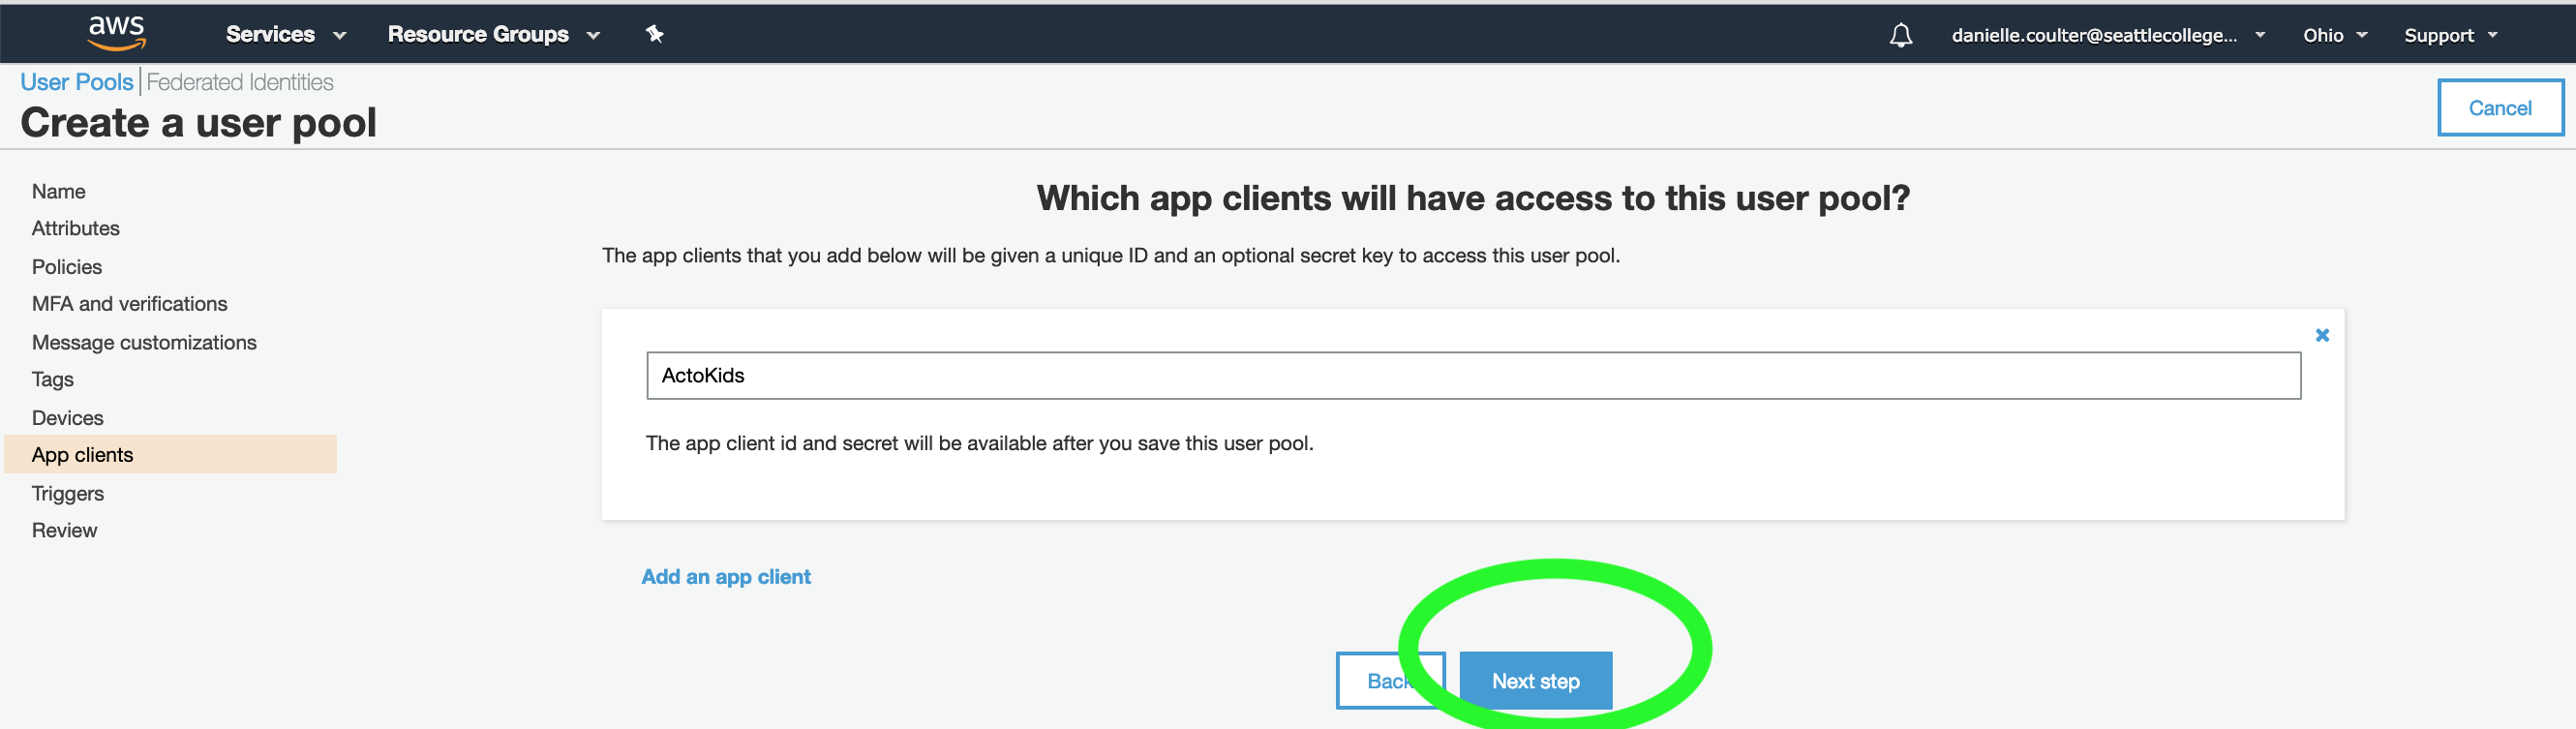 aws Services Resource Groups danielle.coulter@seattlecollege... Ohio Support
User Pools | Federated Identities
Create a user pool
Cancel
Name
Attributes
Policies
MFA and verifications
Message customizations
Tags
Devices
App clients
Triggers
Review
Which app clients will have access to this user pool?
The app clients that you add below will be given a unique ID and an optional secret key to access this user pool.
ActoKids
The app client id and secret will be available after you save this user pool.
Add an app client
Back Next step